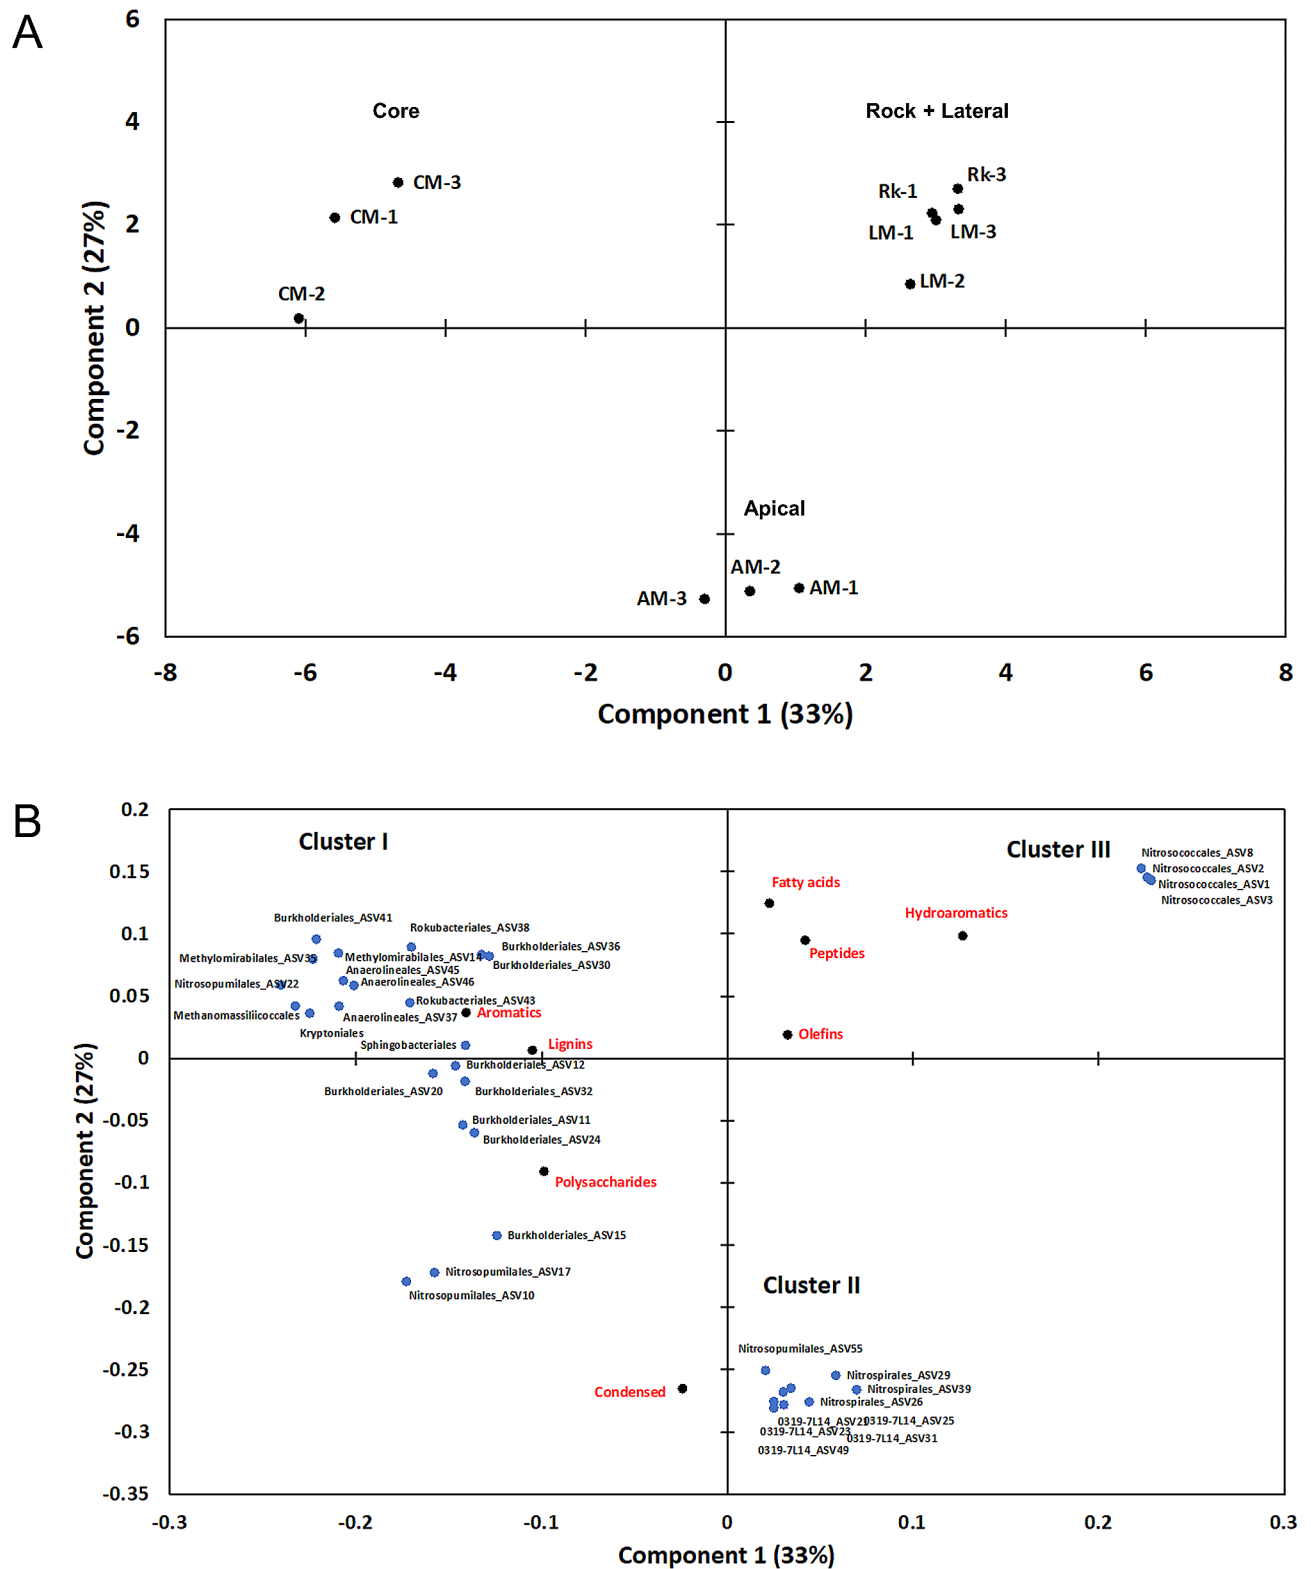 A
6
Core
Rock + Lateral
4
CM-3
Rk-3
Rk-1
CM-1
2
LM-1
LM-3
LM-2
CM-2
0
Component 2 (27%)
-2
Apical
-4
AM-2
AM-3
AM-1
-6
-8
-6
-4
-2
0
2
4
6
8
Component 1 (33%)
B
0.2
Cluster I
Cluster III
Nitrosococcales_ASV8
0.15
Nitrosococcales_ASV2
Fatty acids
Nitrosococcales_ASV1
Nitrosococcales_ASV3
Burkholderiales_ASV41
Hydroaromatics
Rokubacteriales_ASV38
0.1
Burkholderiales_ASV36
Peptides
Methylomirabilales_ASV35
Methylomirabilales_ASV14
Burkholderiales_ASV30
Anaerolineales_ASV45
Nitrosopumilales_ASV22
Anaerolineales_ASV46
0.05
Rokubacteriales_ASV43
Methanomassiliicoccales
Anaerolineales_ASV37
Aromatics
Kryptoniales
Olefins
Sphingobacteriales
Lignins
0
Burkholderiales_ASV12
Burkholderiales_ASV20
Burkholderiales_ASV32
-0.05
Burkholderiales_ASV11
Burkholderiales_ASV24
Component 2 (27%)
-0.1
Polysaccharides
-0.15
Burkholderiales_ASV15
Nitrosopumilales_ASV17
Nitrosopumilales_ASV10
Cluster II
-0.2
Nitrosopumilales_ASV55
-0.25
Nitrospirales_ASV29
Condensed
Nitrospirales_ASV39
Nitrospirales_ASV26
0319-7L14_ASV21
0319-7L14_ASV25
-0.3
0319-7L14_ASV23
0319-7L14_ASV31
0319-7L14_ASV49
-0.35
-0.3
-0.2
-0.1
0
0.1
0.2
0.3
Component 1 (33%)